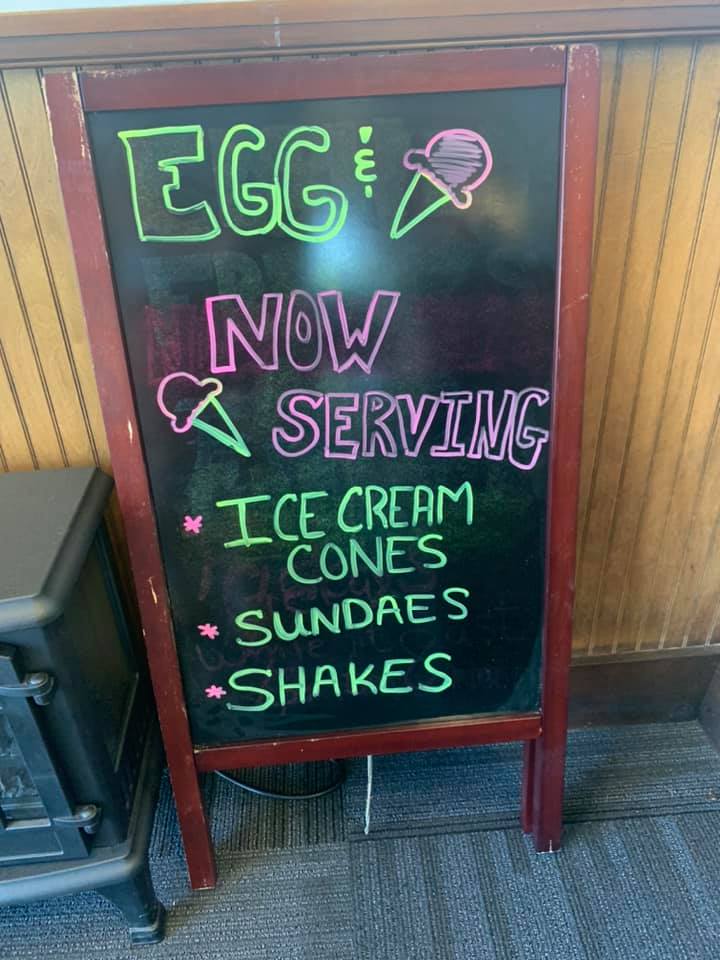 EGG &
NOW
SERVING
* ICE CREAM
CONES
* SUNDAES
* SHAKES